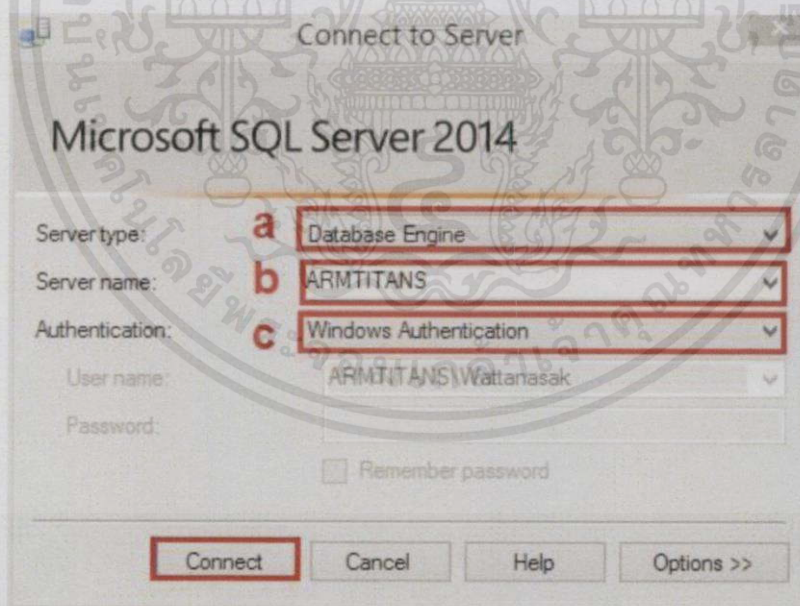 Connect to Server
Microsoft SQL Server 2014
Server type: a Database Engine
Server name: b ARMTITANS
Authentication: c Windows Authentication
User name: ARMTITANS\Wattanasak
Password:
Remember password
Connect Cancel Help Options >>